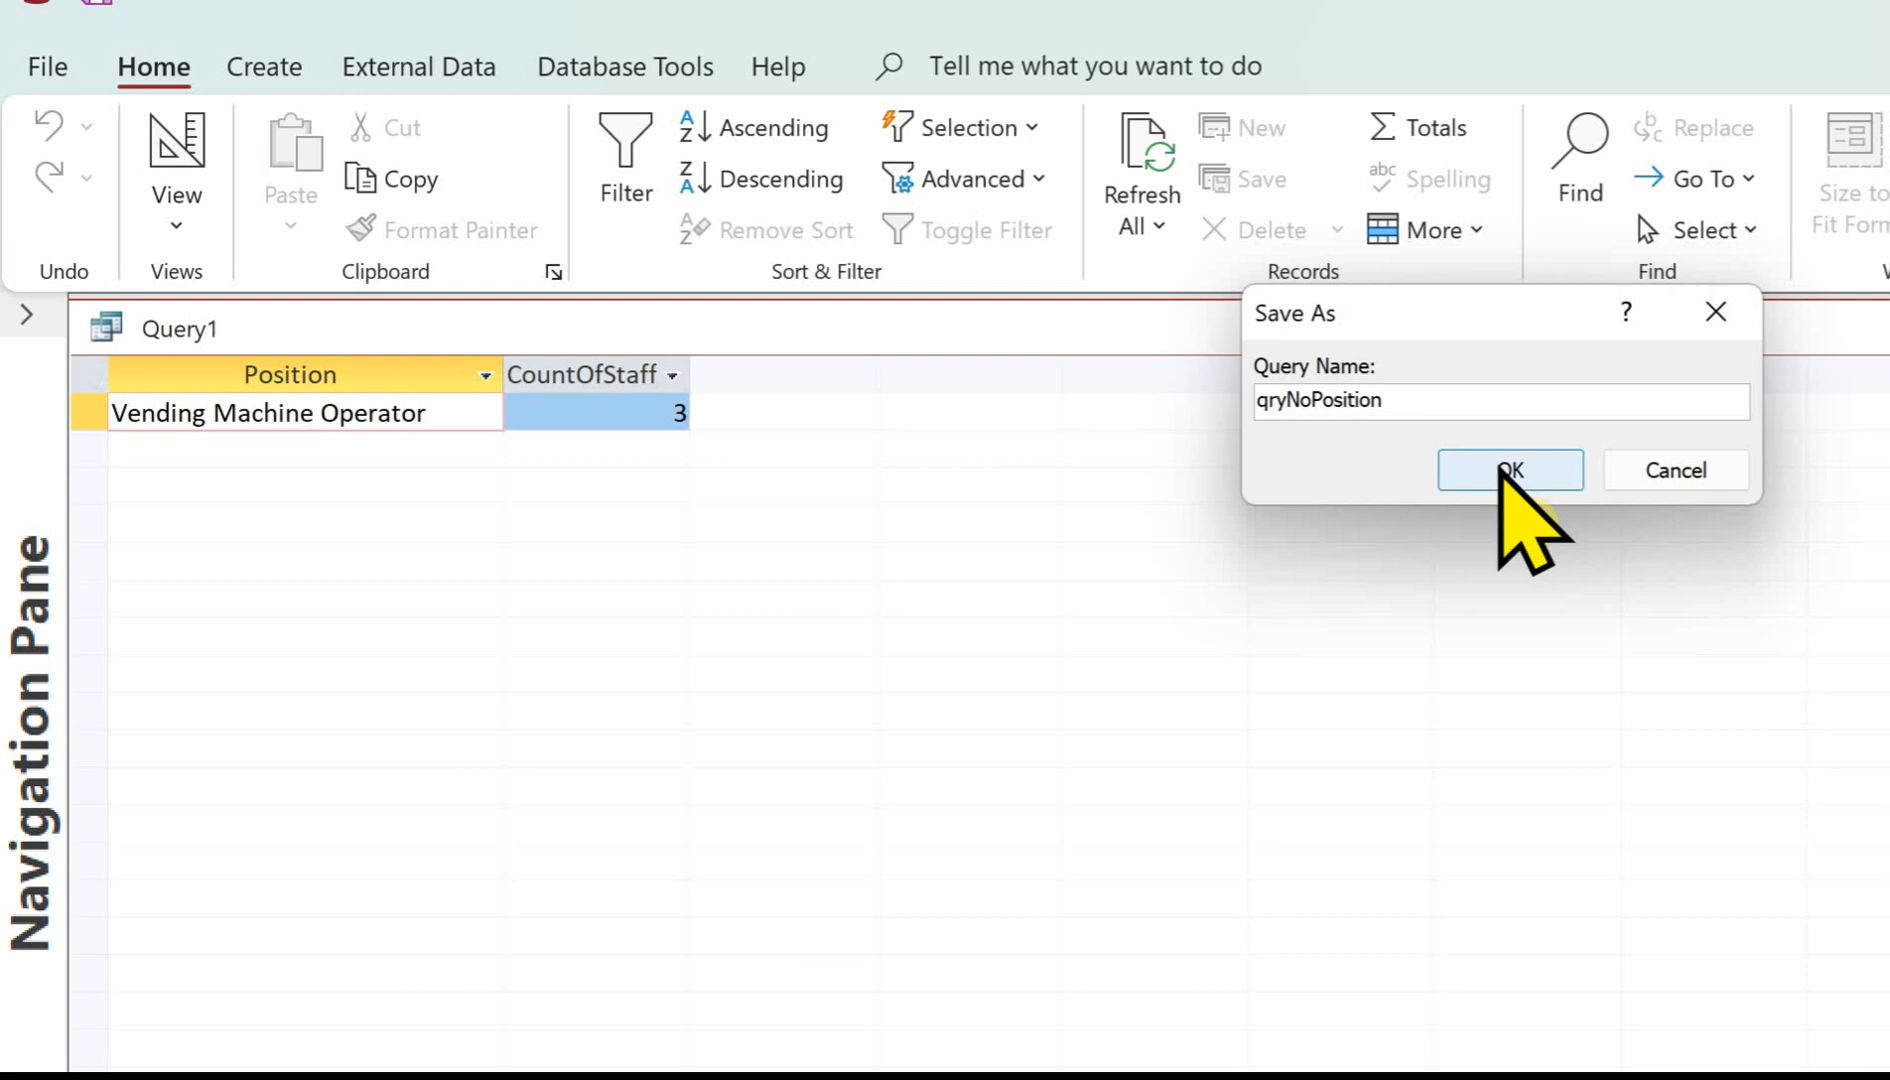 File Home Create External Data Database Tools Help Tell me what you want to do
View
Views
Undo
Paste
Cut
Copy
Format Painter
Clipboard
Filter
Ascending
Descending
Remove Sort
Selection
Advanced
Toggle Filter
Sort & Filter
Refresh
All
New
Save
Delete
Totals
Spelling
More
Records
Find
Replace
Go To
Select
Find
Size to
Fit Form
Query1
Position CountOfStaff
Vending Machine Operator 3
Save As
Query Name:
qryNoPosition
OK Cancel
Navigation Pane